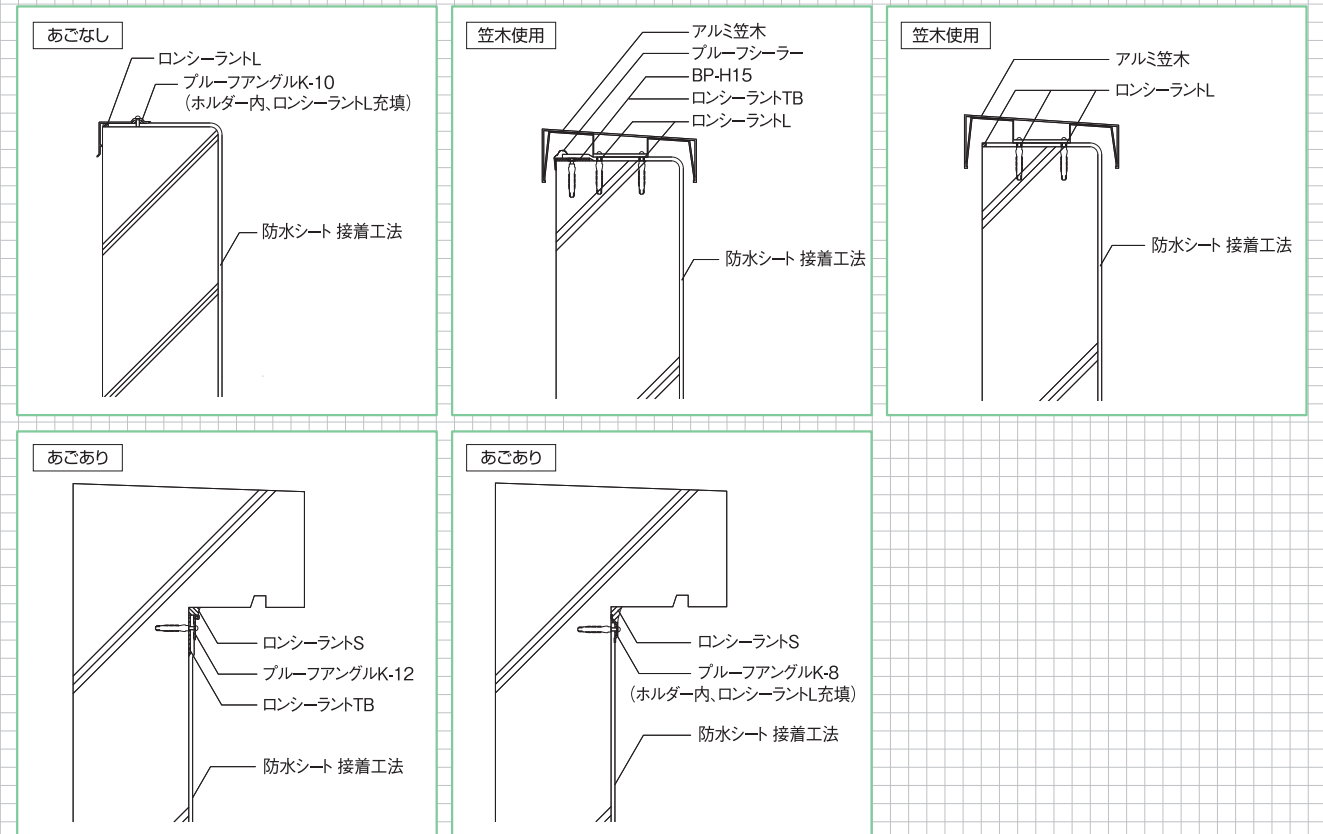 あごなし
ロンシーラントL
プルーフアングルK-10
（ホルダー内、ロンシーラントL充填）
防水シート 接着工法
笠木使用
アルミ笠木
プルーフシーラー
BP-H15
ロンシーラントTB
ロンシーラントL
防水シート 接着工法
笠木使用
アルミ笠木
ロンシーラントL
防水シート 接着工法
あごあり
ロンシーラントS
プルーフアングルK-12
ロンシーラントTB
防水シート 接着工法
あごあり
ロンシーラントS
プルーフアングルK-8
（ホルダー内、ロンシーラントL充填）
防水シート 接着工法